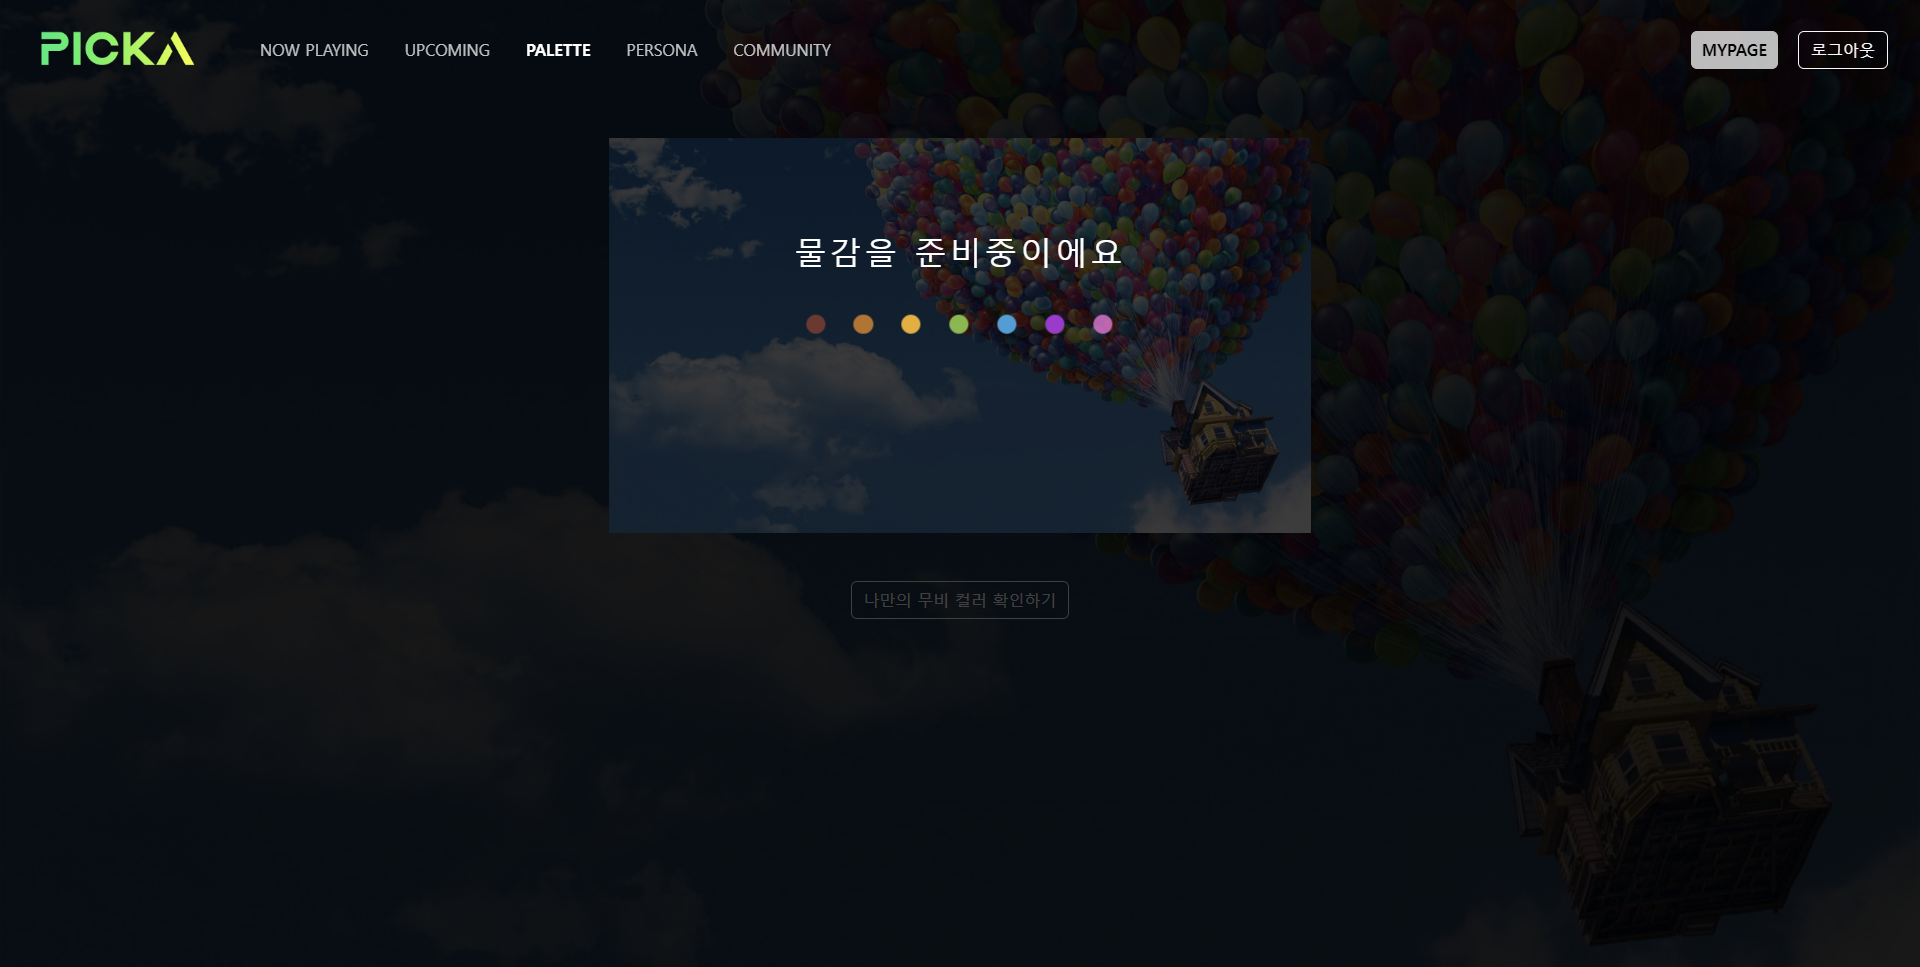 PICKA
NOW PLAYING
UPCOMING
PALETTE
PERSONA
COMMUNITY
MYPAGE
로그아웃
물감을 준비중이에요
나만의 무비 컬러 확인하기